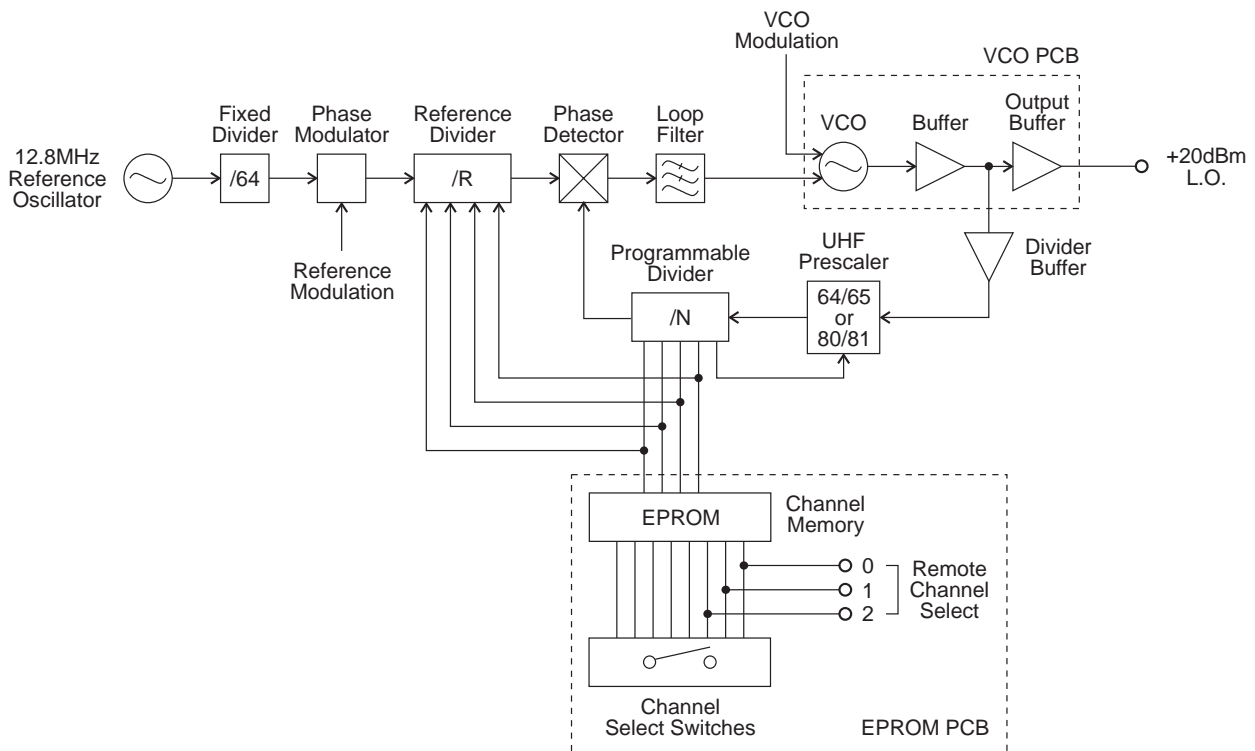 VCO
Modulation
VCO PCB
Fixed
Divider
Phase
Modulator
Reference
Divider
Phase
Detector
Loop
Filter
VCO
Buffer
Output
Buffer
12.8MHz
Reference
Oscillator
/64
/R
+20dBm
L.O.
Reference
Modulation
Programmable
Divider
UHF
Prescaler
Divider
Buffer
/N
64/65
or
80/81
EPROM
Channel
Memory
0
1
2
Remote
Channel
Select
Channel
Select Switches
EPROM PCB